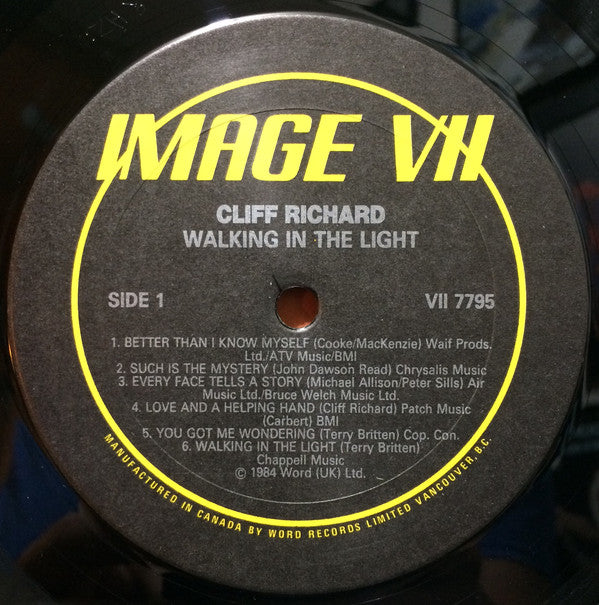 IMAGE VII
CLIFF RICHARD
WALKING IN THE LIGHT
SIDE 1 VII 7795
1. BETTER THAN I KNOW MYSELF (Cooke/MacKenzie) Waif Prods.
Ltd./ATV Music/BMI
2. SUCH IS THE MYSTERY (John Dawson Read) Chrysalis Music
3. EVERY FACE TELLS A STORY (Michael Allison/Peter Sills) Air
Music Ltd./Bruce Welch Music Ltd.
4. LOVE AND A HELPING HAND (Cliff Richard) Patch Music
(Carbert) BMI
5. YOU GOT ME WONDERING (Terry Britten) Cop. Con.
6. WALKING IN THE LIGHT (Terry Britten)
Chappell Music
© 1984 Word (UK) Ltd.
MANUFACTURED IN CANADA BY WORD RECORDS LIMITED VANCOUVER, B.C.